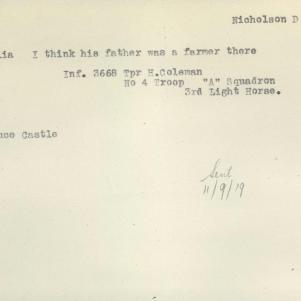 Nicholson D
ia I think his father was a farmer there
Inf. 3668 Tpr H.Coleman
No 4 Troop "A" Squadron
3rd Light Horse.
uce Castle
Sent
11/9/19